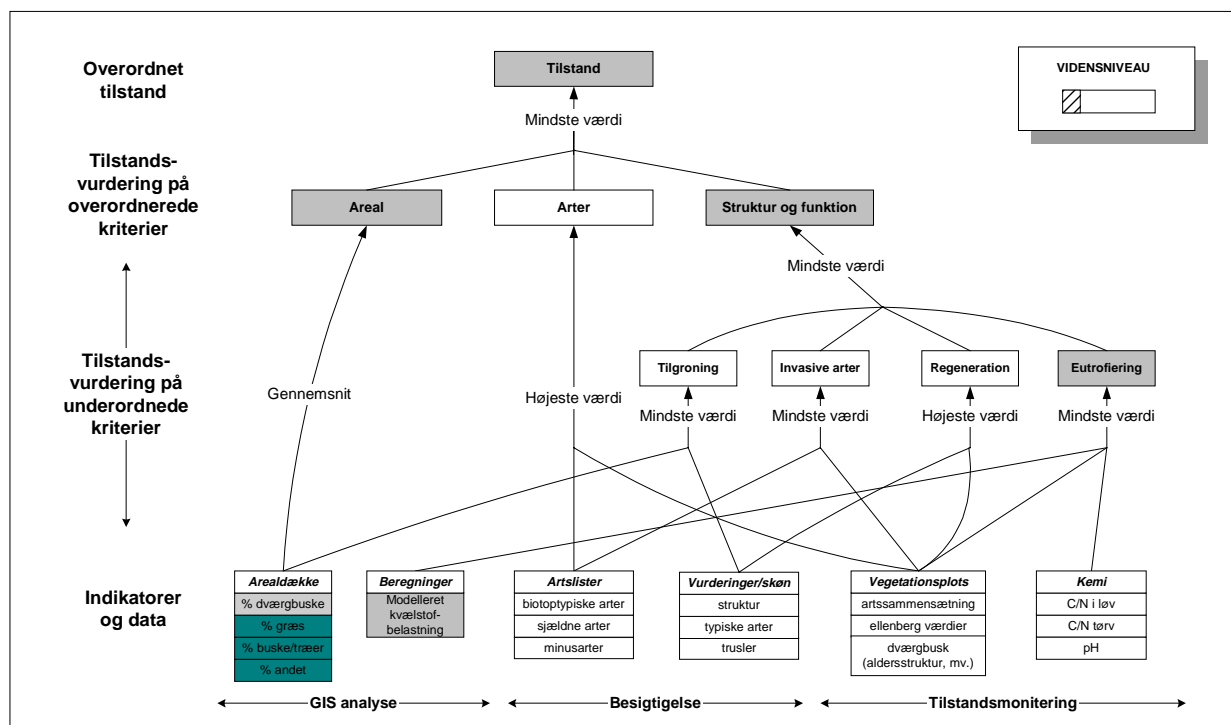 Overordnet
tilstand
Tilstand
VIDENSNIVEAU
Mindste værdi
Tilstands-
vurdering på
overordnerede
kriterier
Areal
Arter
Struktur og funktion
Mindste værdi
Tilstands-
vurdering på
underordnede
kriterier
Tilgroning
Invasive arter
Regeneration
Eutrofiering
Gennemsnit
Højeste værdi
Mindste værdi
Mindste værdi
Højeste værdi
Mindste værdi
Indikatorer
og data
Arealdække
% dværgbuske
% græs
% buske/træer
% andet
Beregninger
Modelleret
kvælstof-
belastning
Artslister
biotoptypiske arter
sjældne arter
minusarter
Vurderinger/skøn
struktur
typiske arter
trusler
Vegetationsplots
artssammensætning
ellenberg værdier
dværgbusk
(aldersstruktur, mv.)
Kemi
C/N i løv
C/N tørv
pH
GIS analyse
Besigtigelse
Tilstandsmonitering